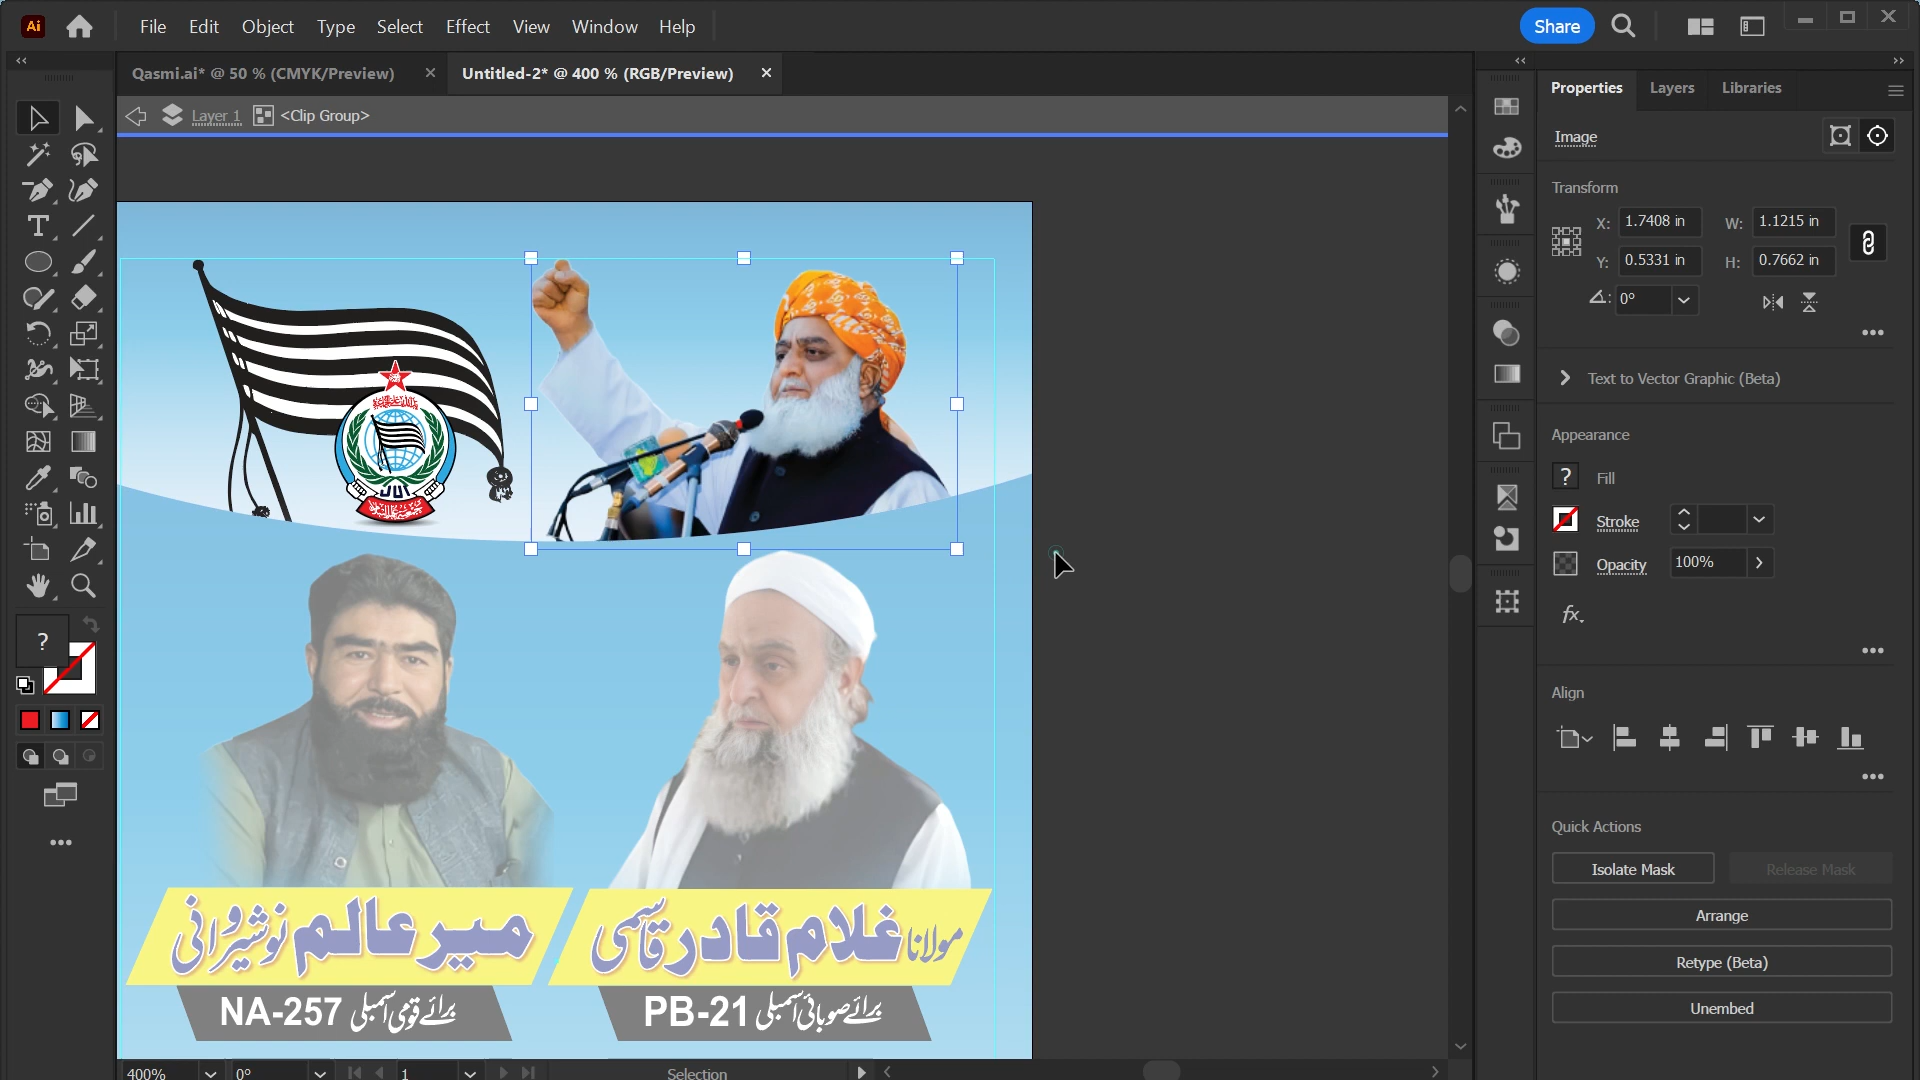 Ai File Edit Object Type Select Effect View Window Help Share
Qasmi.ai* @ 50 % (CMYK/Preview) × Untitled-2* @ 400 % (RGB/Preview) ×
Layer 1 <Clip Group>
Properties Layers Libraries
Image
Transform
X: 1.7408 in W: 1.1215 in
Y: 0.5331 in H: 0.7662 in
0°
Text to Vector Graphic (Beta)
Appearance
? Fill
Stroke
Opacity 100%
fx
Align
Quick Actions
Isolate Mask Release Mask
Arrange
Retype (Beta)
Unembed
?
JUI
میر عالم نوشیروانی
مولانا غلام قادر قاسمی
NA-257 برائے قومی اسمبلی
PB-21 برائے صوبائی اسمبلی
400% 0° 1 Selection